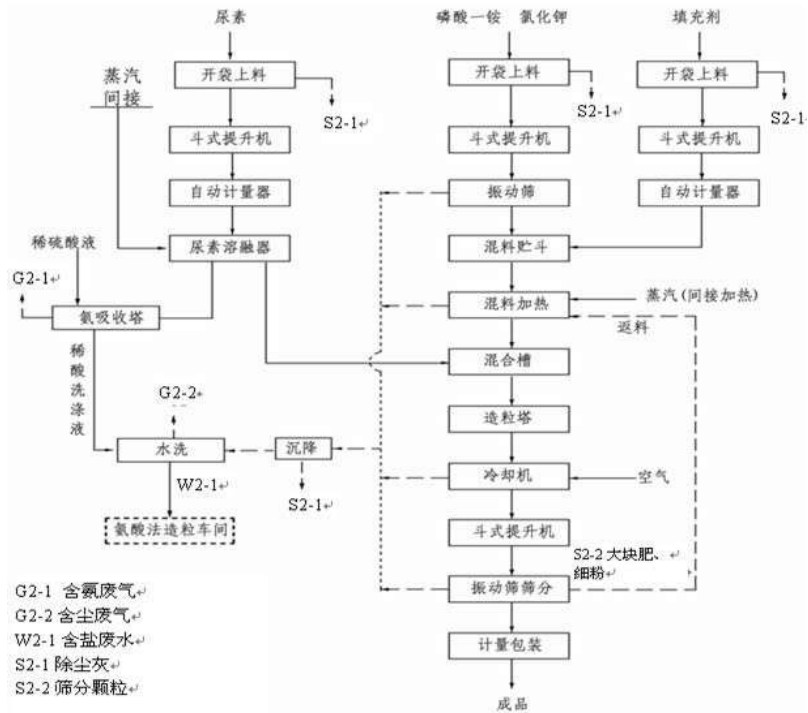 尿素
磷酸一铵 氯化钾
填充剂
蒸汽
间接
开袋上料
开袋上料
开袋上料
S2-1
S2-1
S2-1
斗式提升机
斗式提升机
斗式提升机
自动计量器
振动筛
自动计量器
稀硫酸液
尿素溶融器
混料贮斗
G2-1
氨吸收塔
混料加热
蒸汽(间接加热)
返料
稀酸洗涤液
混合槽
G2-2
造粒塔
水洗
沉降
冷却机
空气
W2-1
S2-1
氨酸法造粒车间
斗式提升机
S2-2 大块肥、
细粉
振动筛筛分
G2-1 含氨废气
G2-2 含尘废气
W2-1 含盐废水
S2-1 除尘灰
S2-2 筛分颗粒
计量包装
成品